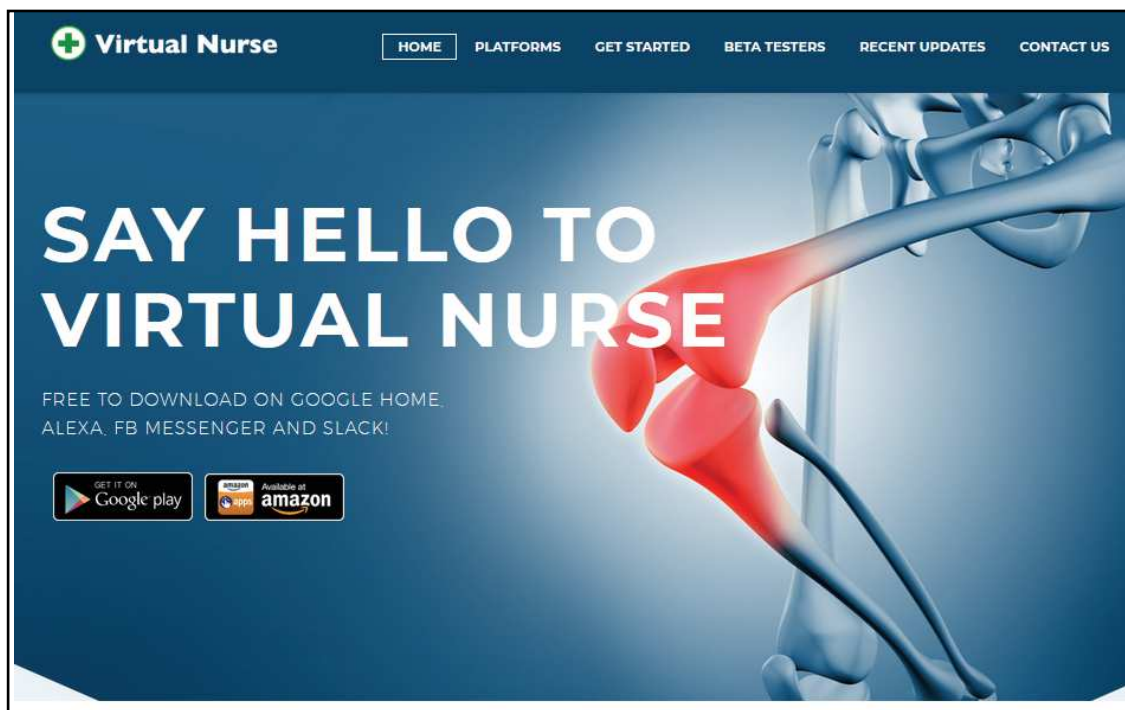 Virtual Nurse
HOME PLATFORMS GET STARTED BETA TESTERS RECENT UPDATES CONTACT US
SAY HELLO TO
VIRTUAL NURSE
FREE TO DOWNLOAD ON GOOGLE HOME,
ALEXA, FB MESSENGER AND SLACK!
GET IT ON
Google play
amazon
apps
Available at
amazon